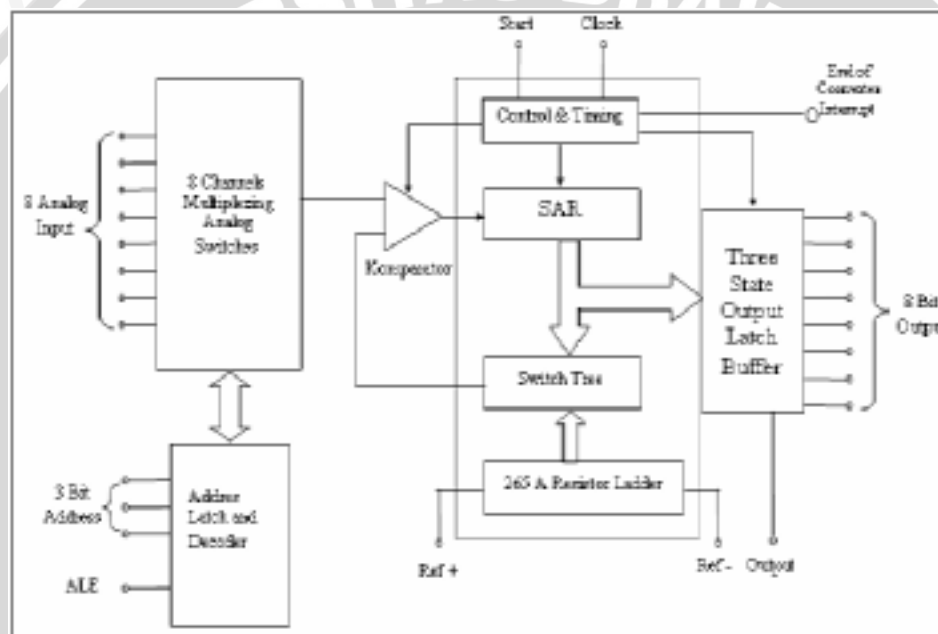 Start
Clock
End of
Converter
Interrupt
Control & Timing
8 Analog
Input
8 Channels
Multiplexing
Analog
Switches
Komparator
SAR
Three
State
Output
Latch
Buffer
8 Bit
Output
Switch Tree
3 Bit
Address
Address
Latch and
Decoder
265 A Resistor Ladder
ALE
Ref +
Ref -
Output